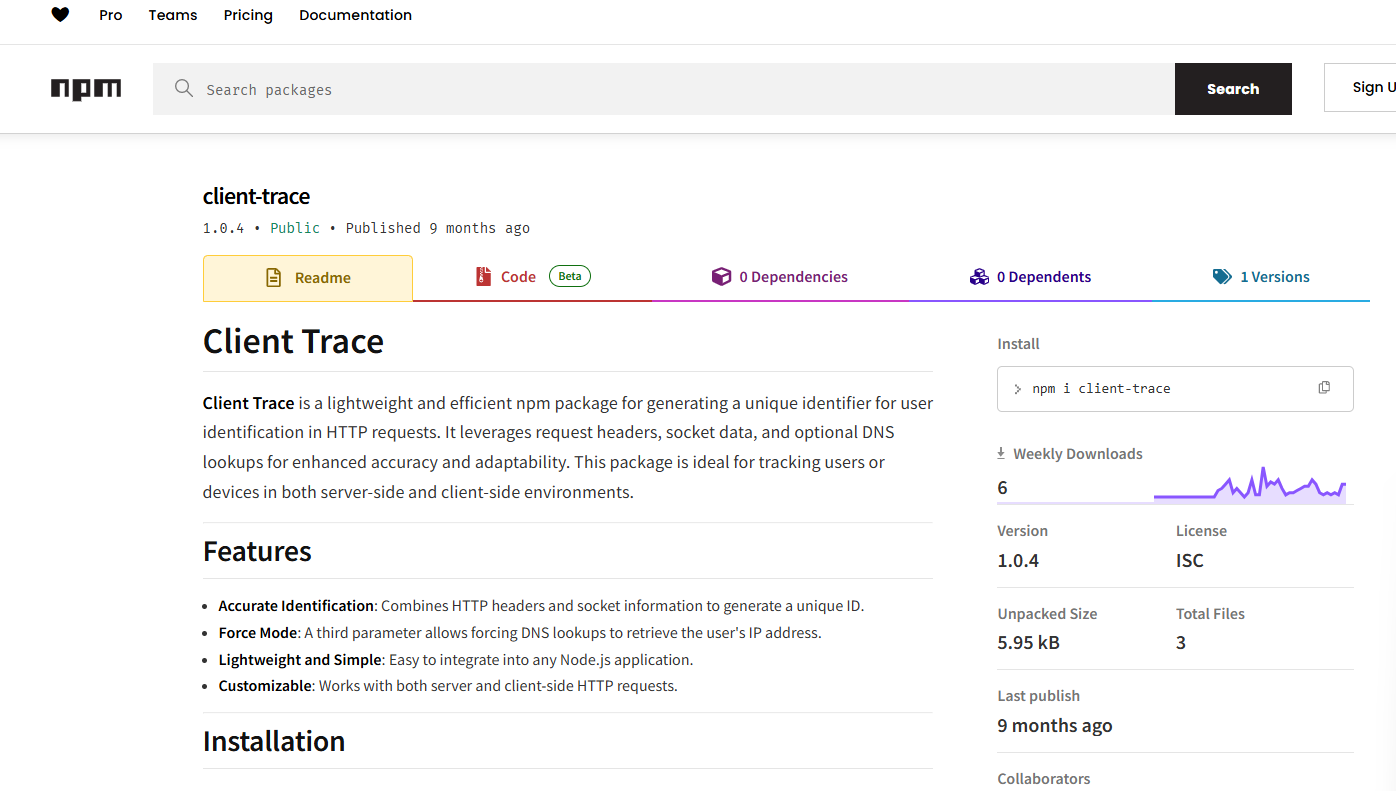 Pro Teams Pricing Documentation
npm Search packages Search Sign U
client-trace
1.0.4 • Public • Published 9 months ago
Readme Code Beta 0 Dependencies 0 Dependents 1 Versions
Client Trace
Client Trace is a lightweight and efficient npm package for generating a unique identifier for user
identification in HTTP requests. It leverages request headers, socket data, and optional DNS
lookups for enhanced accuracy and adaptability. This package is ideal for tracking users or
devices in both server-side and client-side environments.
Features
• Accurate Identification: Combines HTTP headers and socket information to generate a unique ID.
• Force Mode: A third parameter allows forcing DNS lookups to retrieve the user's IP address.
• Lightweight and Simple: Easy to integrate into any Node.js application.
• Customizable: Works with both server and client-side HTTP requests.
Installation
Install
> npm i client-trace
Weekly Downloads
6
Version License
1.0.4 ISC
Unpacked Size Total Files
5.95 kB 3
Last publish
9 months ago
Collaborators